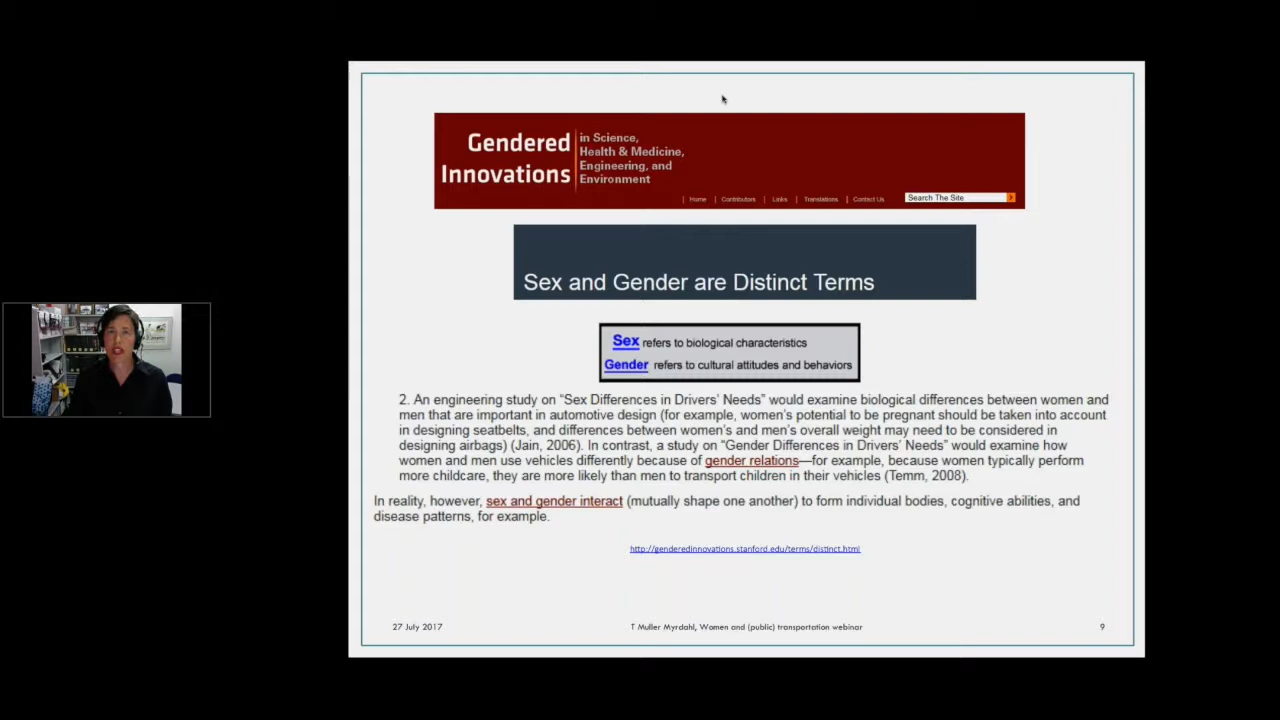 Gendered
Innovations
in Science,
Health & Medicine,
Engineering, and
Environment
| Home | Contributors | Links | Translations | Contact Us
Search The Site
Sex and Gender are Distinct Terms
Sex refers to biological characteristics
Gender refers to cultural attitudes and behaviors
2. An engineering study on “Sex Differences in Drivers’ Needs” would examine biological differences between women and
men that are important in automotive design (for example, women’s potential to be pregnant should be taken into account
in designing seatbelts, and differences between women’s and men’s overall weight may need to be considered in
designing airbags) (Jain, 2006). In contrast, a study on “Gender Differences in Drivers’ Needs” would examine how
women and men use vehicles differently because of gender relations—for example, because women typically perform
more childcare, they are more likely than men to transport children in their vehicles (Temm, 2008).
In reality, however, sex and gender interact (mutually shape one another) to form individual bodies, cognitive abilities, and
disease patterns, for example.
http://genderedinnovations.stanford.edu/terms/distinct.html
27 July 2017
T Muller Myrdahl, Women and (public) transportation webinar
9